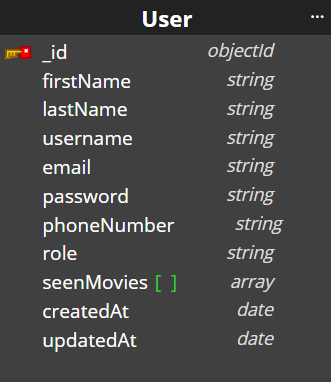 User ...
_id objectId
firstName string
lastName string
username string
email string
password string
phoneNumber string
role string
seenMovies [ ] array
createdAt date
updatedAt date